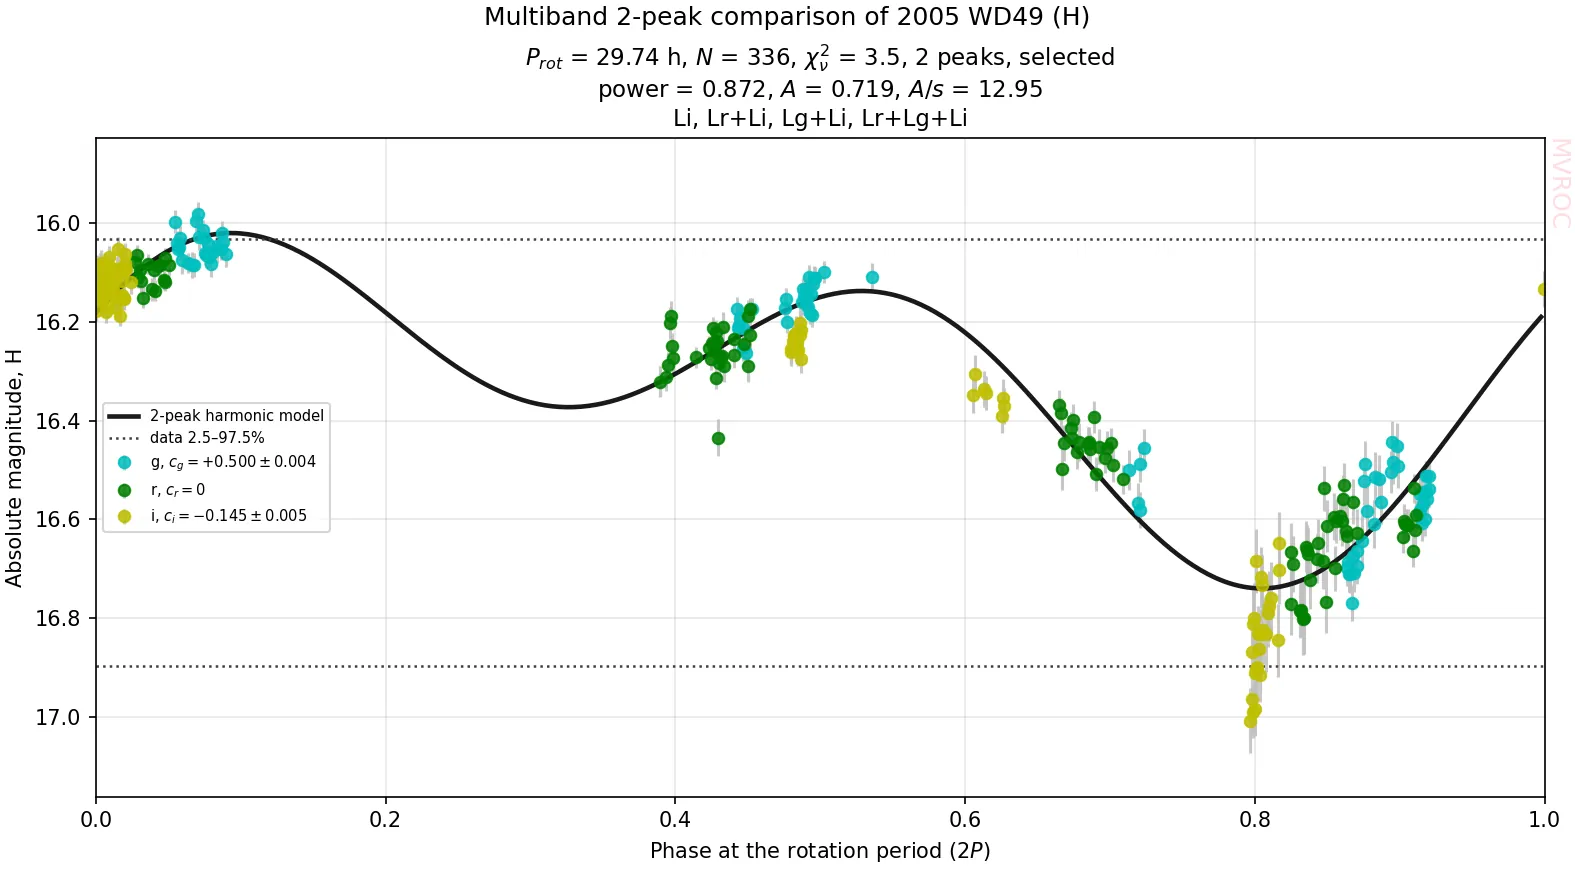 Multiband 2-peak comparison of 2005 WD49 (H)
P_rot = 29.74 h, N = 336, χ²_ν = 3.5, 2 peaks, selected
power = 0.872, A = 0.719, A/s = 12.95
Li, Lr+Li, Lg+Li, Lr+Lg+Li
MVROC
Absolute magnitude, H
16.0
16.2
16.4
16.6
16.8
17.0
2-peak harmonic model
data 2.5–97.5%
g, c_g = +0.500 ± 0.004
r, c_r = 0
i, c_i = −0.145 ± 0.005
0.0 0.2 0.4 0.6 0.8 1.0
Phase at the rotation period (2P)